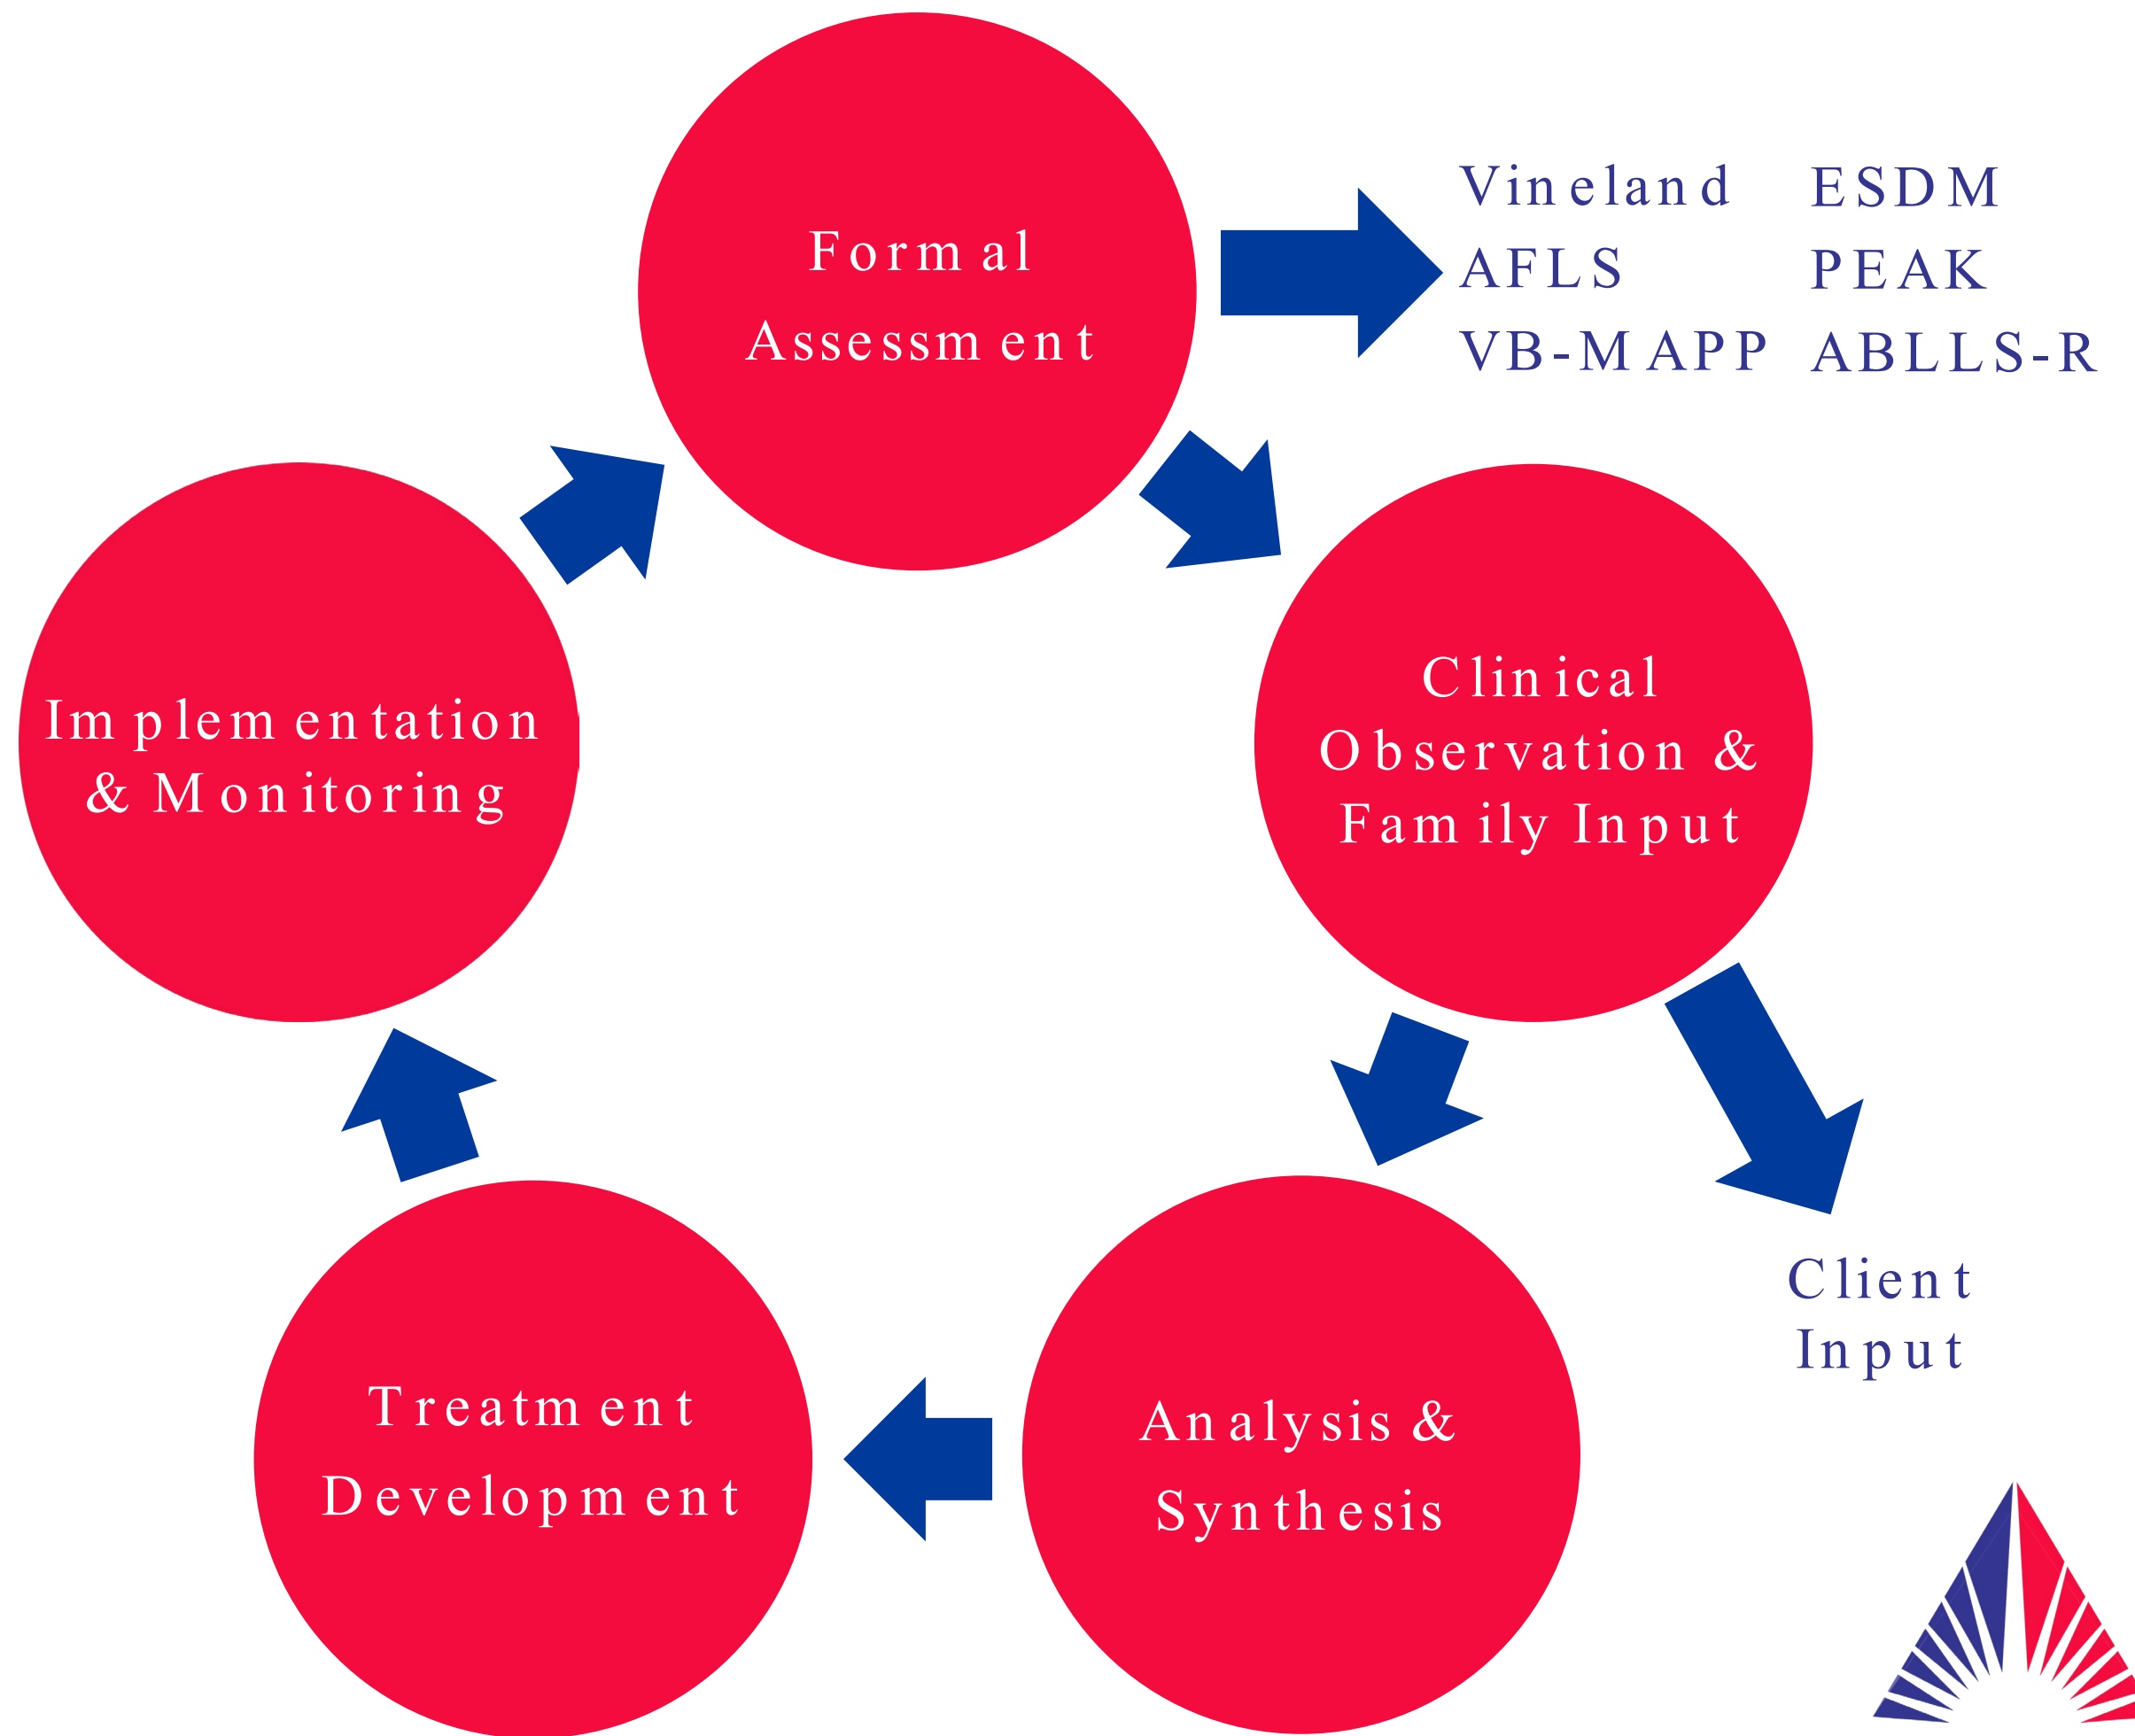 Formal
Assessment
Vineland ESDM
AFLS PEAK
VB-MAPP ABLLS-R
Clinical
Observation &
Family Input
Client
Input
Analysis &
Synthesis
Treatment
Development
Implementation
& Monitoring